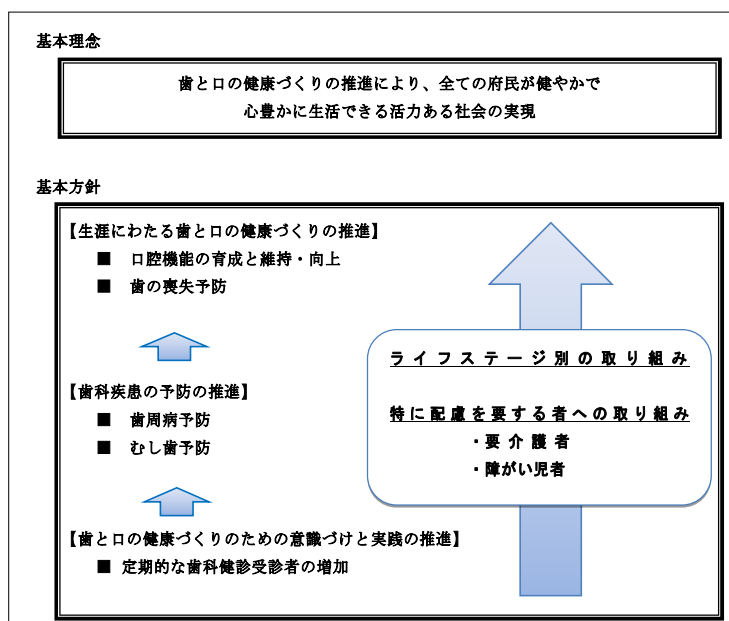 基本理念
歯と口の健康づくりの推進により、全ての府民が健やかで
心豊かに生活できる活力ある社会の実現
基本方針
【生涯にわたる歯と口の健康づくりの推進】
■ 口腔機能の育成と維持・向上
■ 歯の喪失予防
【歯科疾患の予防の推進】
■ 歯周病予防
■ むし歯予防
【歯と口の健康づくりのための意識づけと実践の推進】
■ 定期的な歯科健診受診者の増加
ライフステージ別の取り組み
特に配慮を要する者への取り組み
・要介護者
・障がい児者